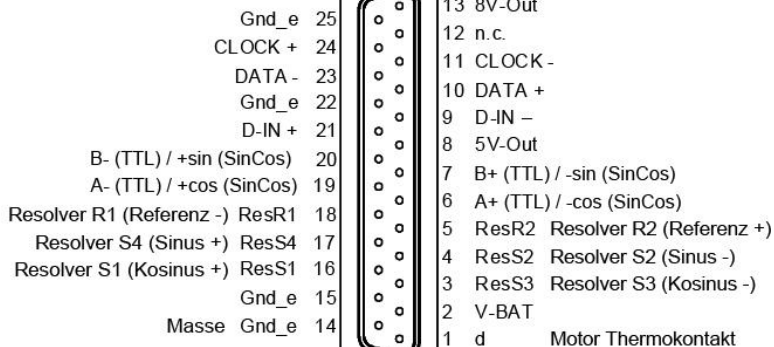 13 8V-Out
Gnd_e 25
12 n.c.
CLOCK + 24
11 CLOCK -
DATA - 23
10 DATA +
Gnd_e 22
9 D-IN –
D-IN + 21
8 5V-Out
B- (TTL) / +sin (SinCos) 20
7 B+ (TTL) / -sin (SinCos)
A- (TTL) / +cos (SinCos) 19
6 A+ (TTL) / -cos (SinCos)
Resolver R1 (Referenz -) ResR1 18
5 ResR2 Resolver R2 (Referenz +)
Resolver S4 (Sinus +) ResS4 17
4 ResS2 Resolver S2 (Sinus -)
Resolver S1 (Kosinus +) ResS1 16
3 ResS3 Resolver S3 (Kosinus -)
Gnd_e 15
2 V-BAT
Masse Gnd_e 14
1 d Motor Thermokontakt